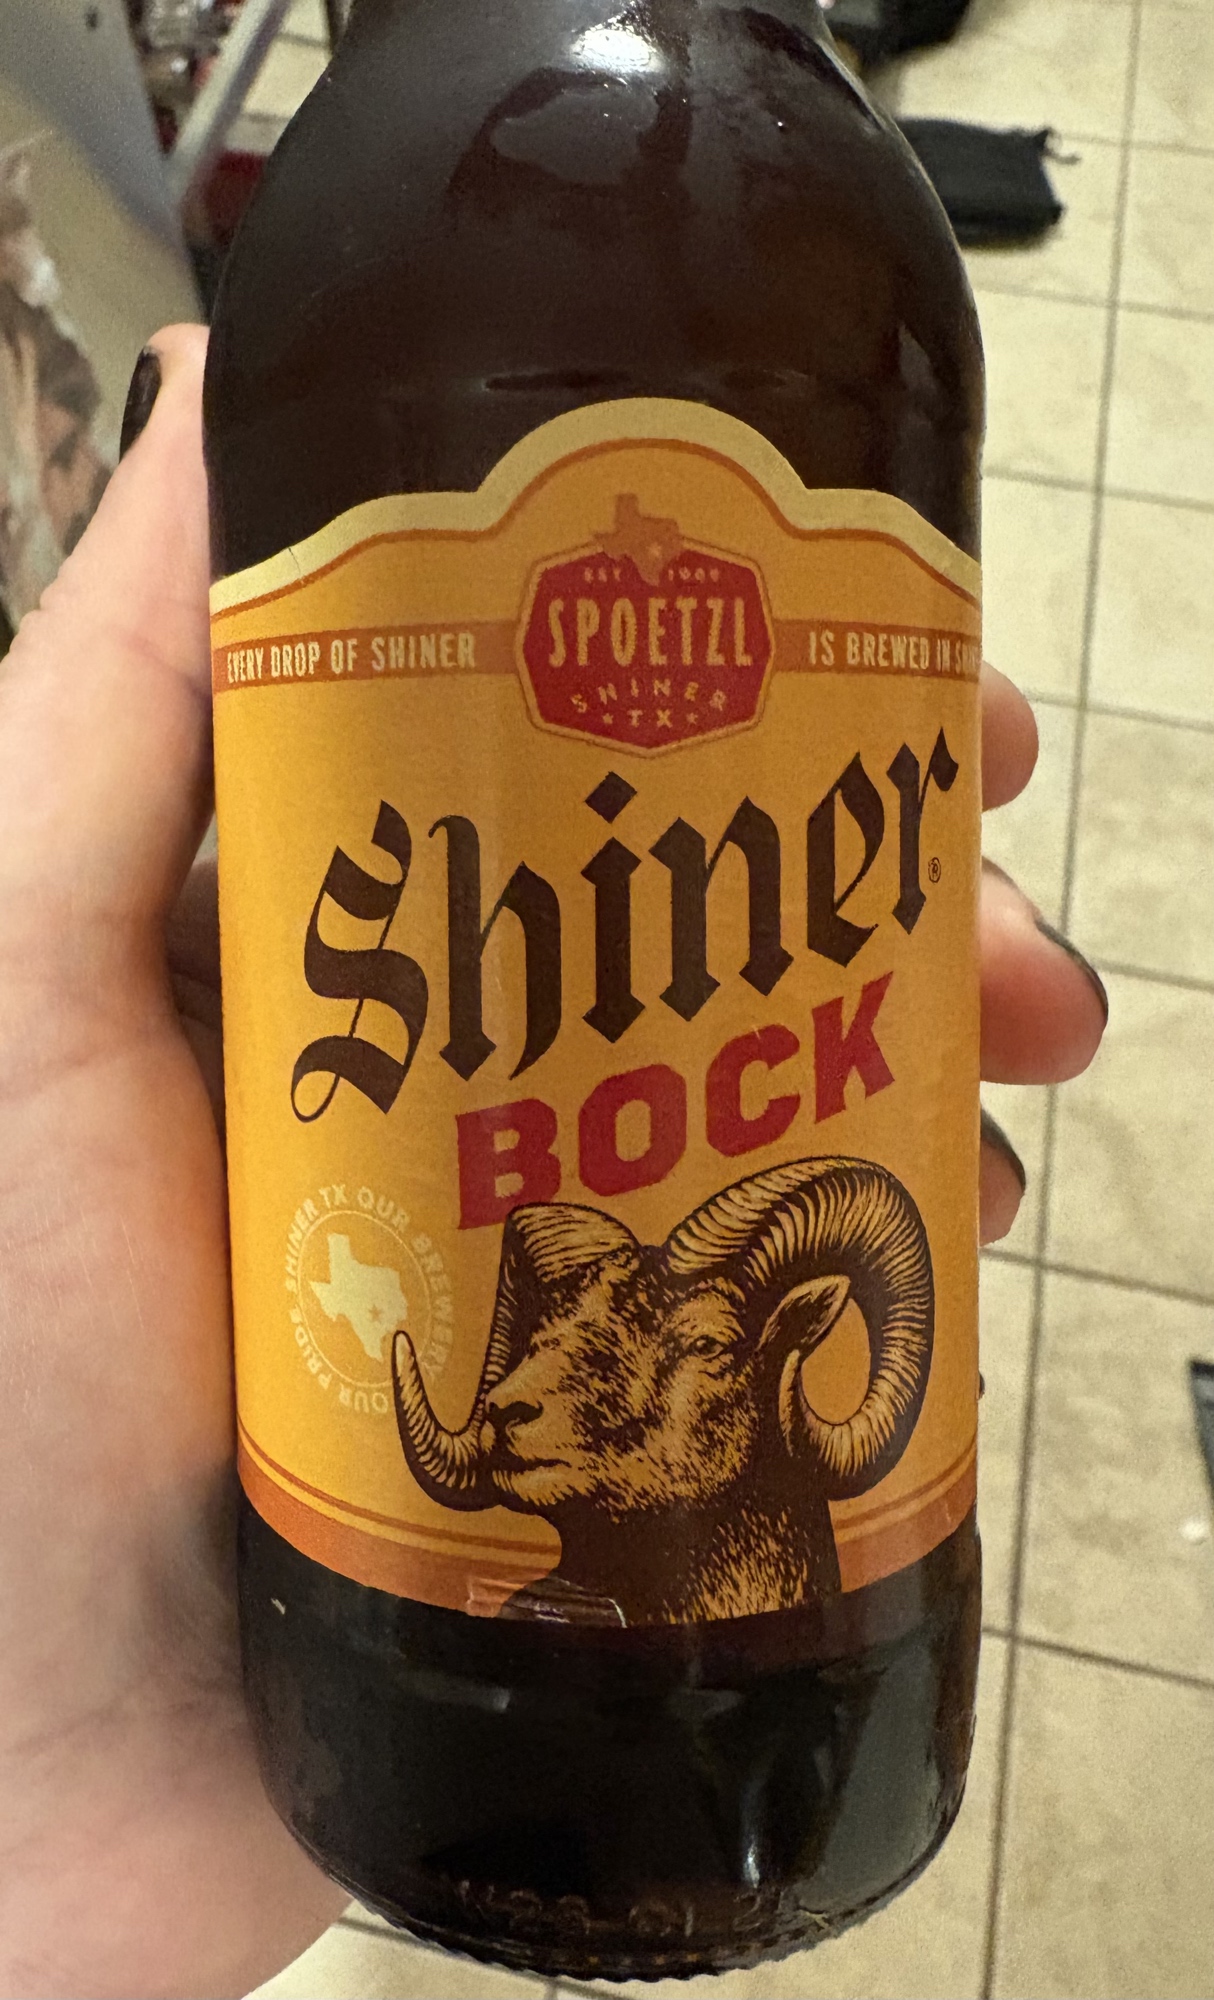 EST 1909
SPOETZL
SHINER
TX
EVERY DROP OF SHINER
IS BREWED IN
Shiner®
BOCK
SHINER TX OUR BREWERY OUR PRIDE